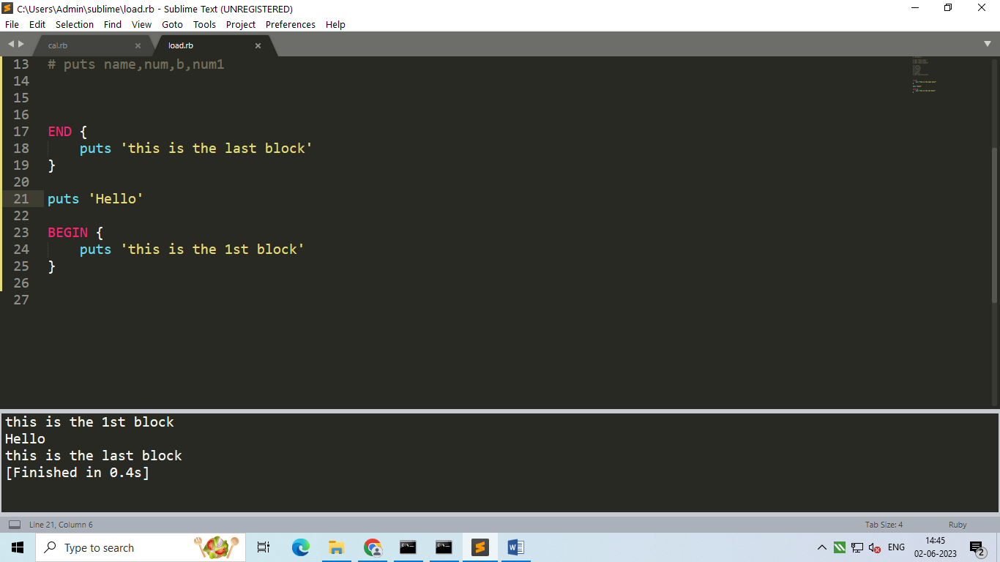 C:\Users\Admin\sublime\load.rb - Sublime Text (UNREGISTERED)
File Edit Selection Find View Goto Tools Project Preferences Help
cal.rb load.rb
13 # puts name,num,b,num1
14
15
16
17 END {
18 puts 'this is the last block'
19 }
20
21 puts 'Hello'
22
23 BEGIN {
24 puts 'this is the 1st block'
25 }
26
27
this is the 1st block
Hello
this is the last block
[Finished in 0.4s]
Line 21, Column 6 Tab Size: 4 Ruby
Type to search ENG 14:45
02-06-2023 2